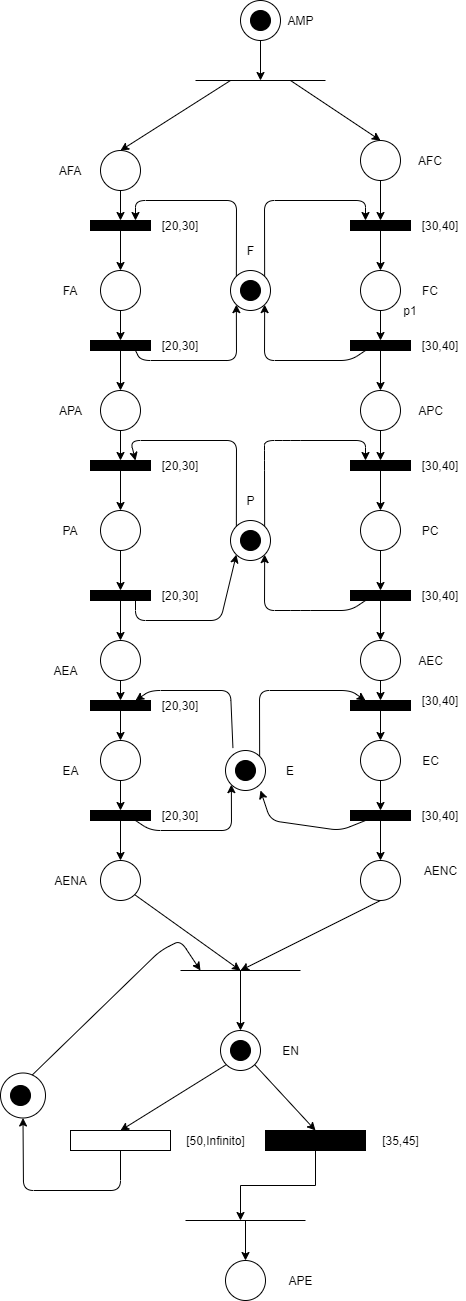 AMP
AFA
AFC
[20,30]
[30,40]
F
FA
FC
p1
[20,30]
[30,40]
APA
APC
[20,30]
[30,40]
P
PA
PC
[20,30]
[30,40]
AEA
AEC
[20,30]
[30,40]
EA
E
EC
[20,30]
[30,40]
AENA
AENC
EN
[50,Infinito]
[35,45]
APE